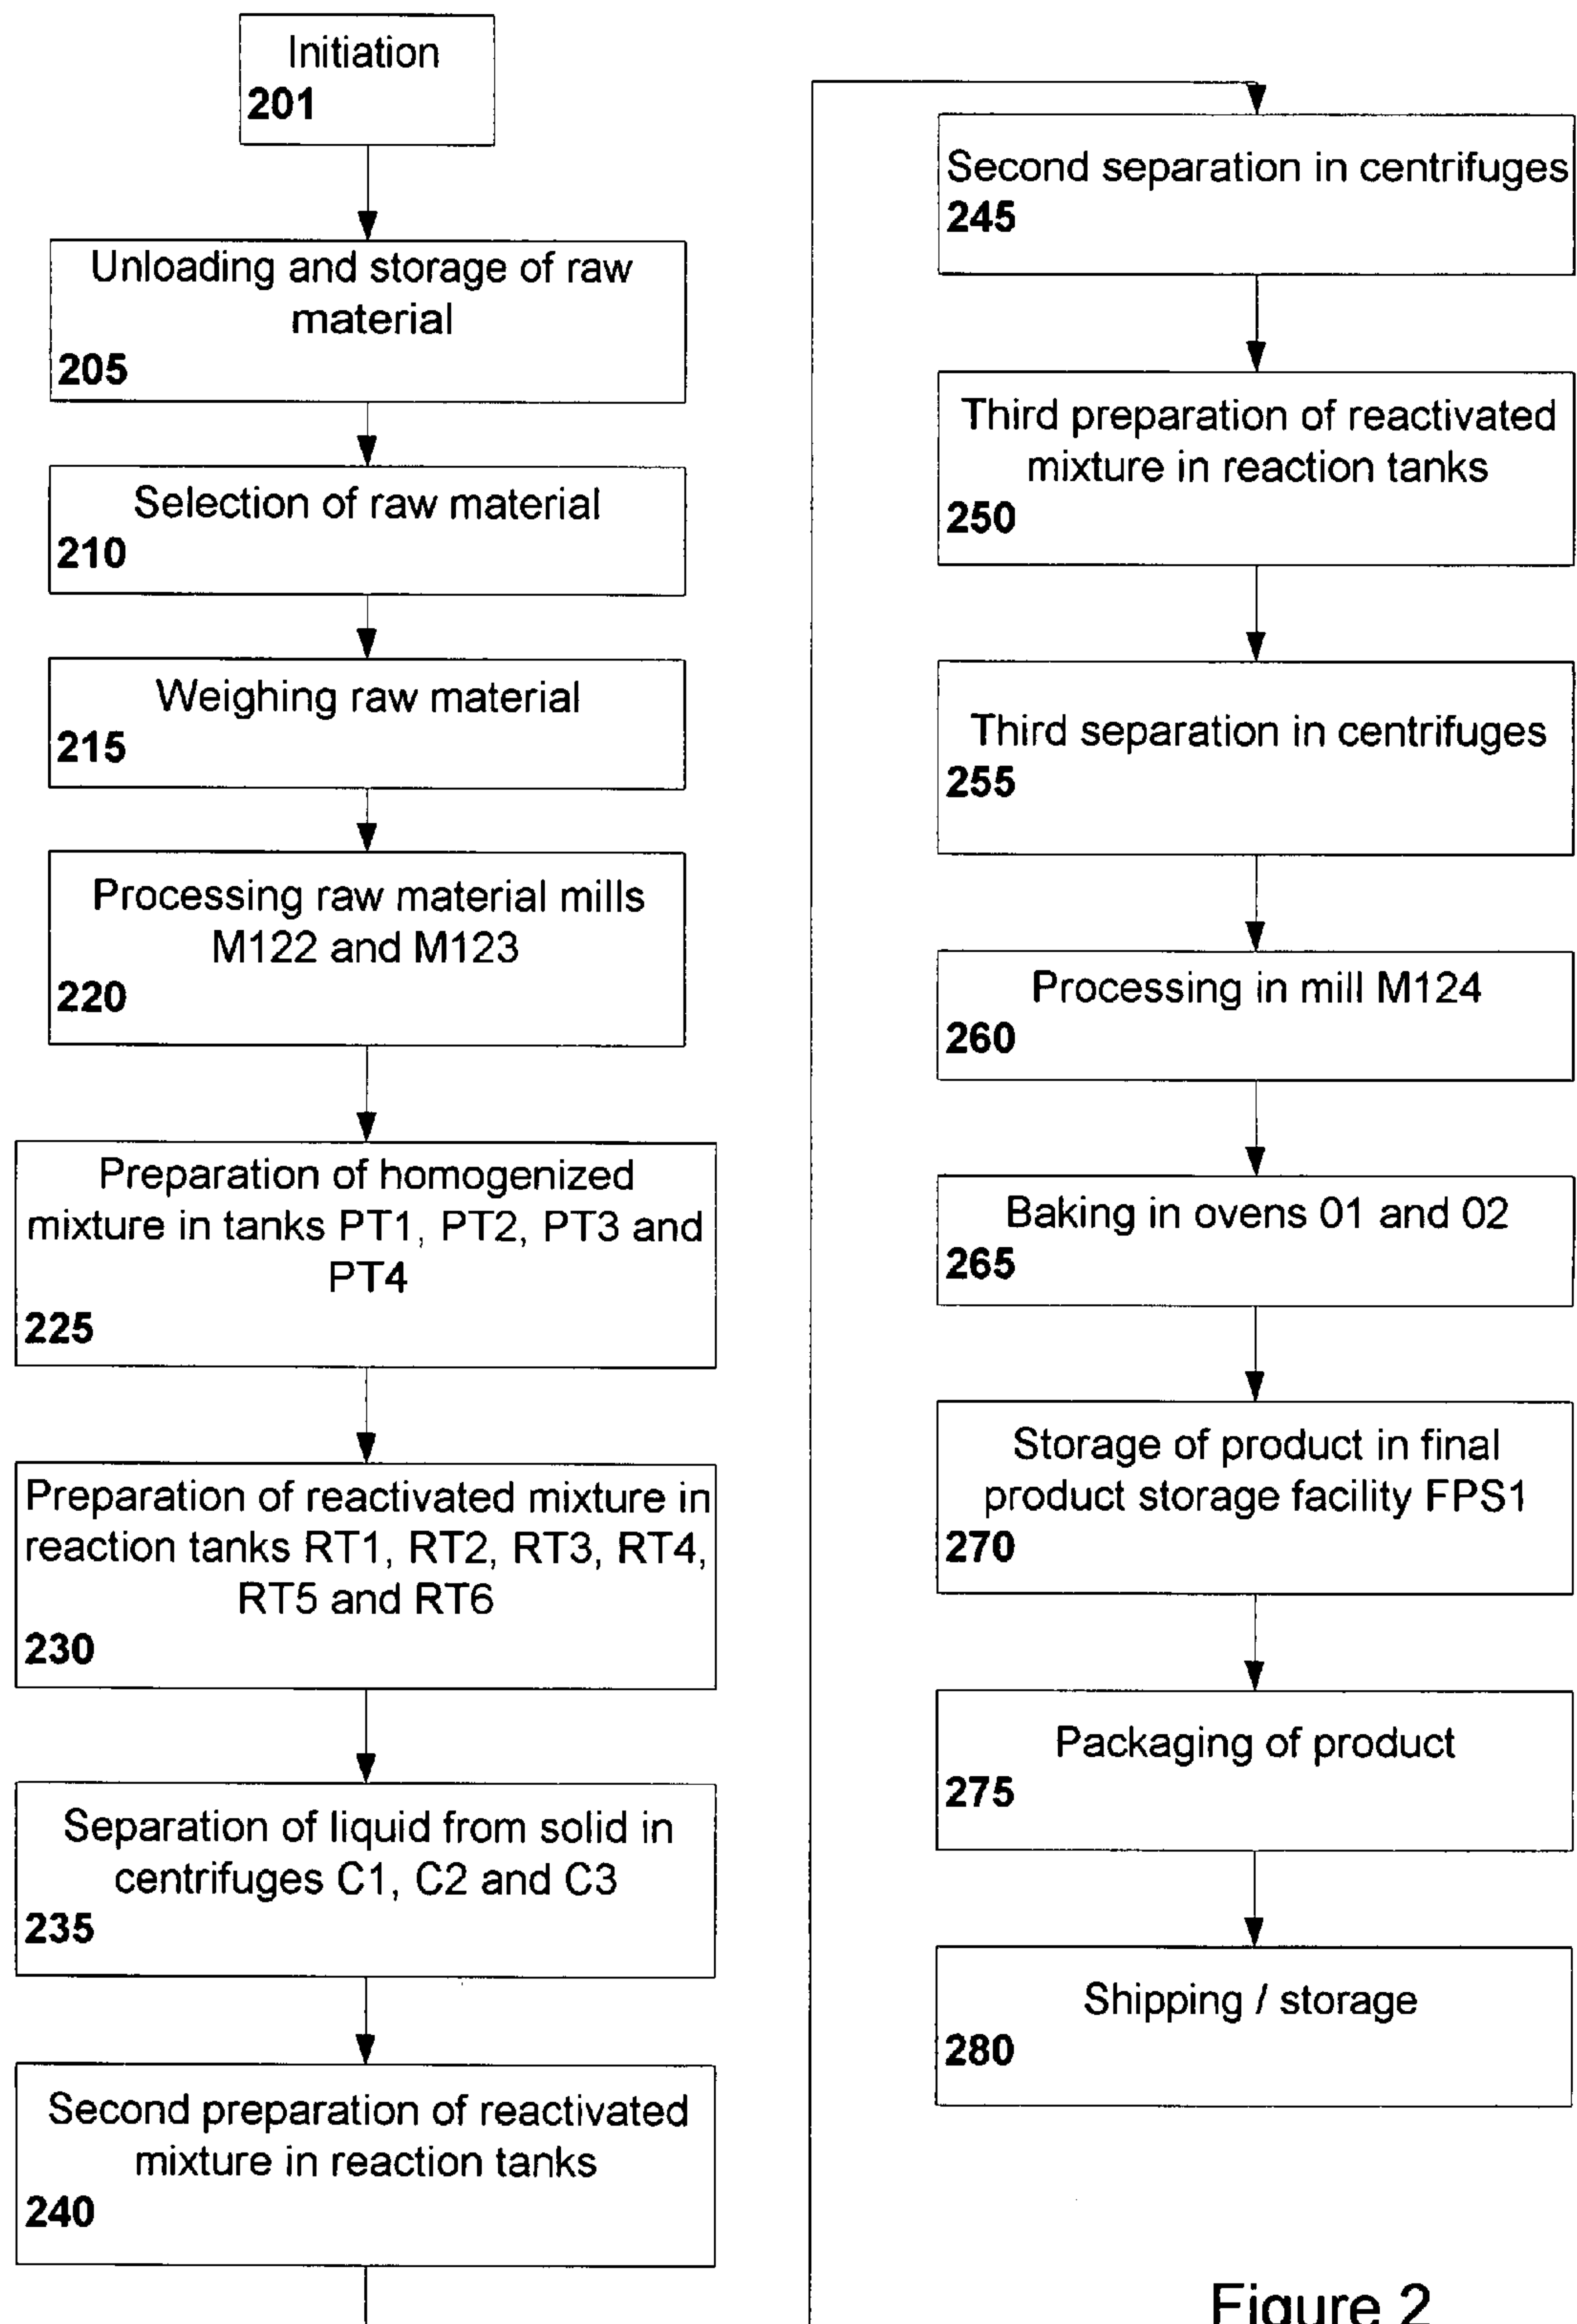 Initiation
201
Unloading and storage of raw
material
205
Selection of raw material
210
Weighing raw material
215
Processing raw material mills
M122 and M123
220
Preparation of homogenized
mixture in tanks PT1, PT2, PT3 and
PT4
225
Preparation of reactivated mixture in
reaction tanks RT1, RT2, RT3, RT4,
RT5 and RT6
230
Separation of liquid from solid in
centrifuges C1, C2 and C3
235
Second preparation of reactivated
mixture in reaction tanks
240
Second separation in centrifuges
245
Third preparation of reactivated
mixture in reaction tanks
250
Third separation in centrifuges
255
Processing in mill M124
260
Baking in ovens 01 and 02
265
Storage of product in final
product storage facility FPS1
270
Packaging of product
275
Shipping / storage
280
Figure 2